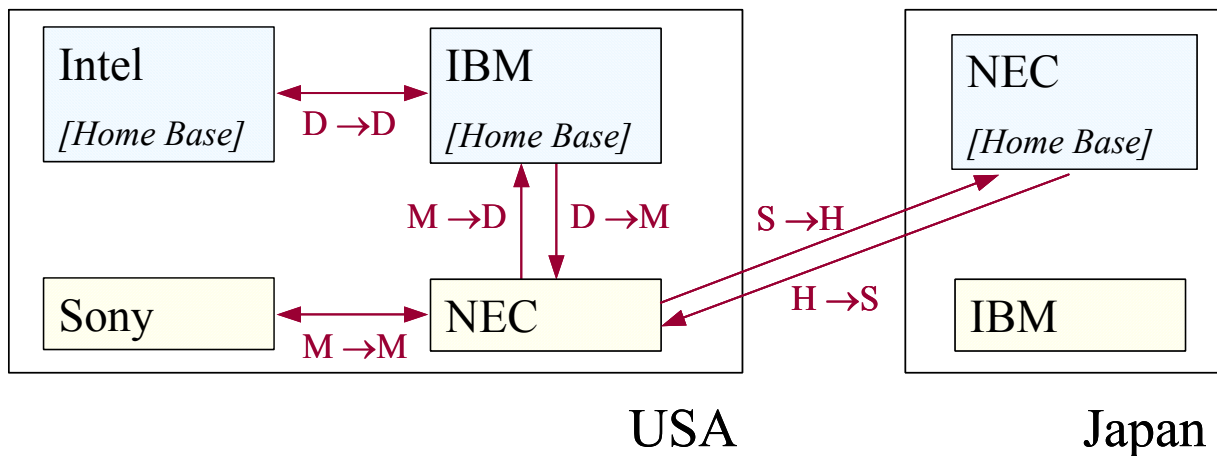 Intel
[Home Base]
D →D
IBM
[Home Base]
NEC
[Home Base]
M →D
D →M
S →H
H →S
Sony
M →M
NEC
IBM
USA
Japan